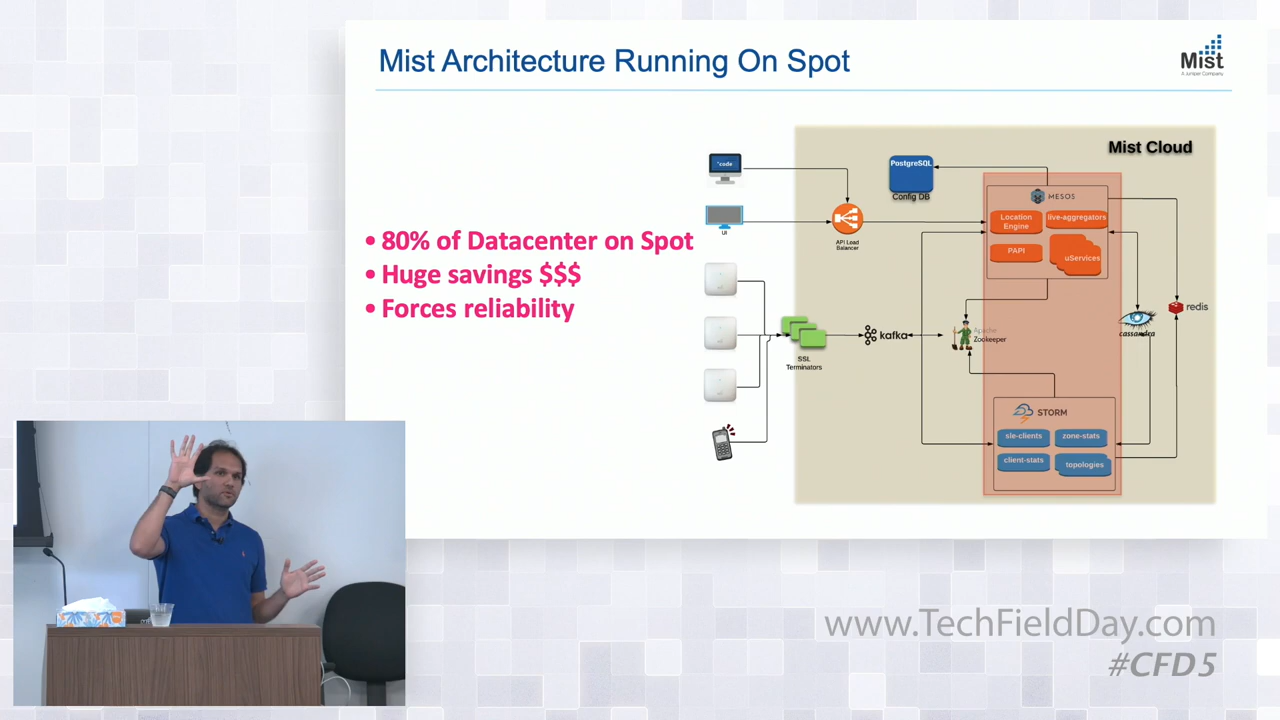 Mist Architecture Running On Spot
Mist
A Juniper Company
• 80% of Datacenter on Spot
• Huge savings $$$
• Forces reliability
Mist Cloud
"code
PostgreSQL
Config DB
MESOS
Location
Engine
live-aggregators
PAPI
uServices
UI
API Load
Balancer
redis
cassandra
kafka
Apache
Zookeeper
SSL
Terminators
STORM
sle-clients
zone-stats
client-stats
topologies
www.TechFieldDay.com
#CFD5